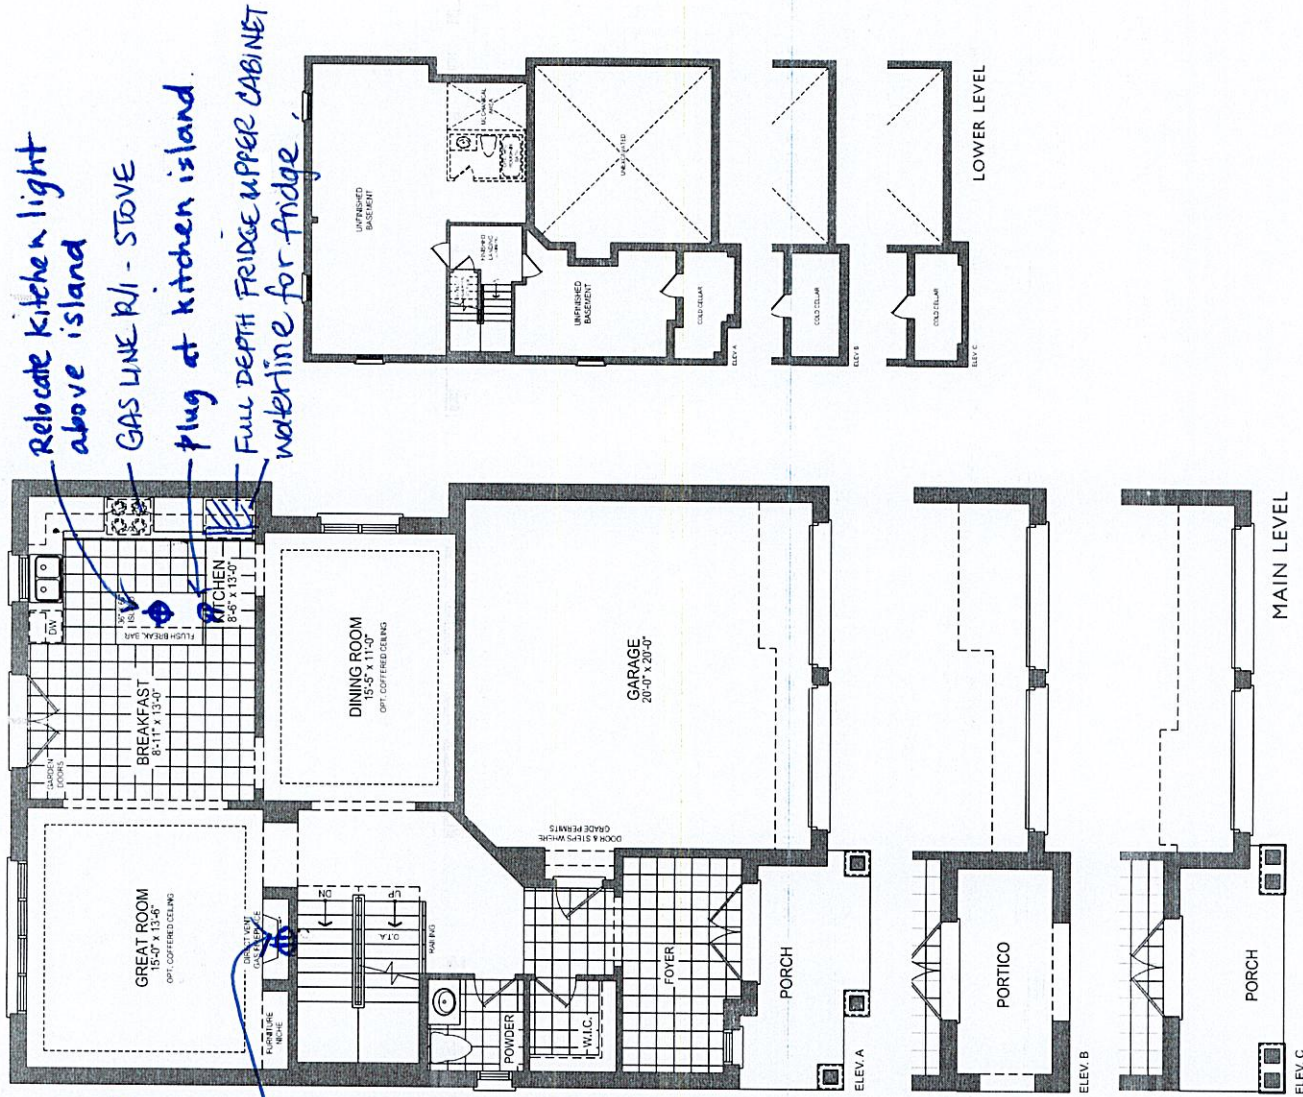 Relocate kitchen light
above island
GAS LINE R/I - STOVE
plug at kitchen island.
FULL DEPTH FRIDGE UPPER CABINET
waterline for fridge.
UNFINISHED
BASEMENT
MECHANICAL
AREA
FINISHED
LANDING
UNFINISHED
BASEMENT
UNEXCAVATED
COLD CELLAR
ELEV. A
COLD CELLAR
ELEV. B
COLD CELLAR
ELEV. C
LOWER LEVEL
GREAT ROOM
15'-0" x 13'-6"
OPT. COFFERED CEILING
FURNITURE
NICHE
DIRECT VENT
GAS FIREPLACE
GARDEN
DOORS
BREAKFAST
8'-11" x 13'-0"
DW
FLUSH BREAK. BAR
KITCHEN
8'-6" x 13'-0"
DINING ROOM
15'-5" x 11'-0"
OPT. COFFERED CEILING
DN
UP
O.T.A.
RAILING
POWDER
W.I.C.
DOOR & STEPS WHERE
GRADE PERMITS
GARAGE
20'-0" x 20'-0"
FOYER
PORCH
ELEV. A
PORTICO
ELEV. B
PORCH
ELEV. C
MAIN LEVEL